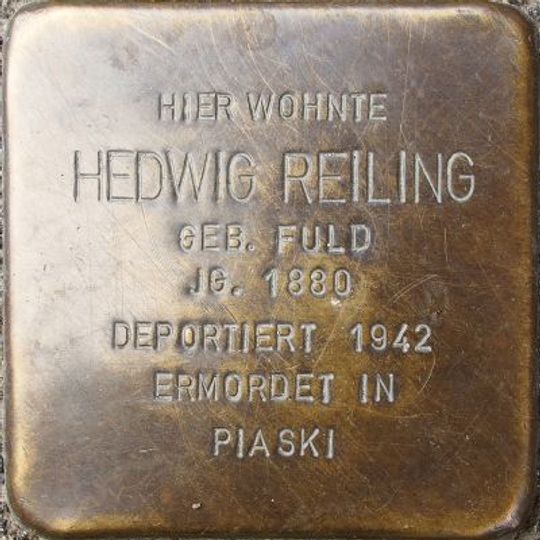 HIER WOHNTE
HEDWIG REILING
GEB. FULD
JG. 1880
DEPORTIERT 1942
ERMORDET IN
PIASKI